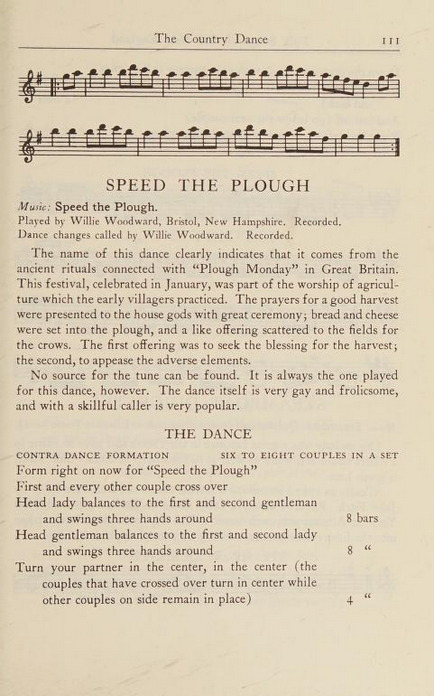 The Country Dance 111
SPEED THE PLOUGH
Music: Speed the Plough.
Played by Willie Woodward, Bristol, New Hampshire. Recorded.
Dance changes called by Willie Woodward. Recorded.
The name of this dance clearly indicates that it comes from the
ancient rituals connected with “Plough Monday” in Great Britain.
This festival, celebrated in January, was part of the worship of agricul-
ture which the early villagers practiced. The prayers for a good harvest
were presented to the house gods with great ceremony; bread and cheese
were set into the plough, and a like offering scattered to the fields for
the crows. The first offering was to seek the blessing for the harvest;
the second, to appease the adverse elements.
No source for the tune can be found. It is always the one played
for this dance, however. The dance itself is very gay and frolicsome,
and with a skillful caller is very popular.
THE DANCE
CONTRA DANCE FORMATION SIX TO EIGHT COUPLES IN A SET
Form right on now for “Speed the Plough”
First and every other couple cross over
Head lady balances to the first and second gentleman
and swings three hands around 8 bars
Head gentleman balances to the first and second lady
and swings three hands around 8 “
Turn your partner in the center, in the center (the
couples that have crossed over turn in center while
other couples on side remain in place) 4 “